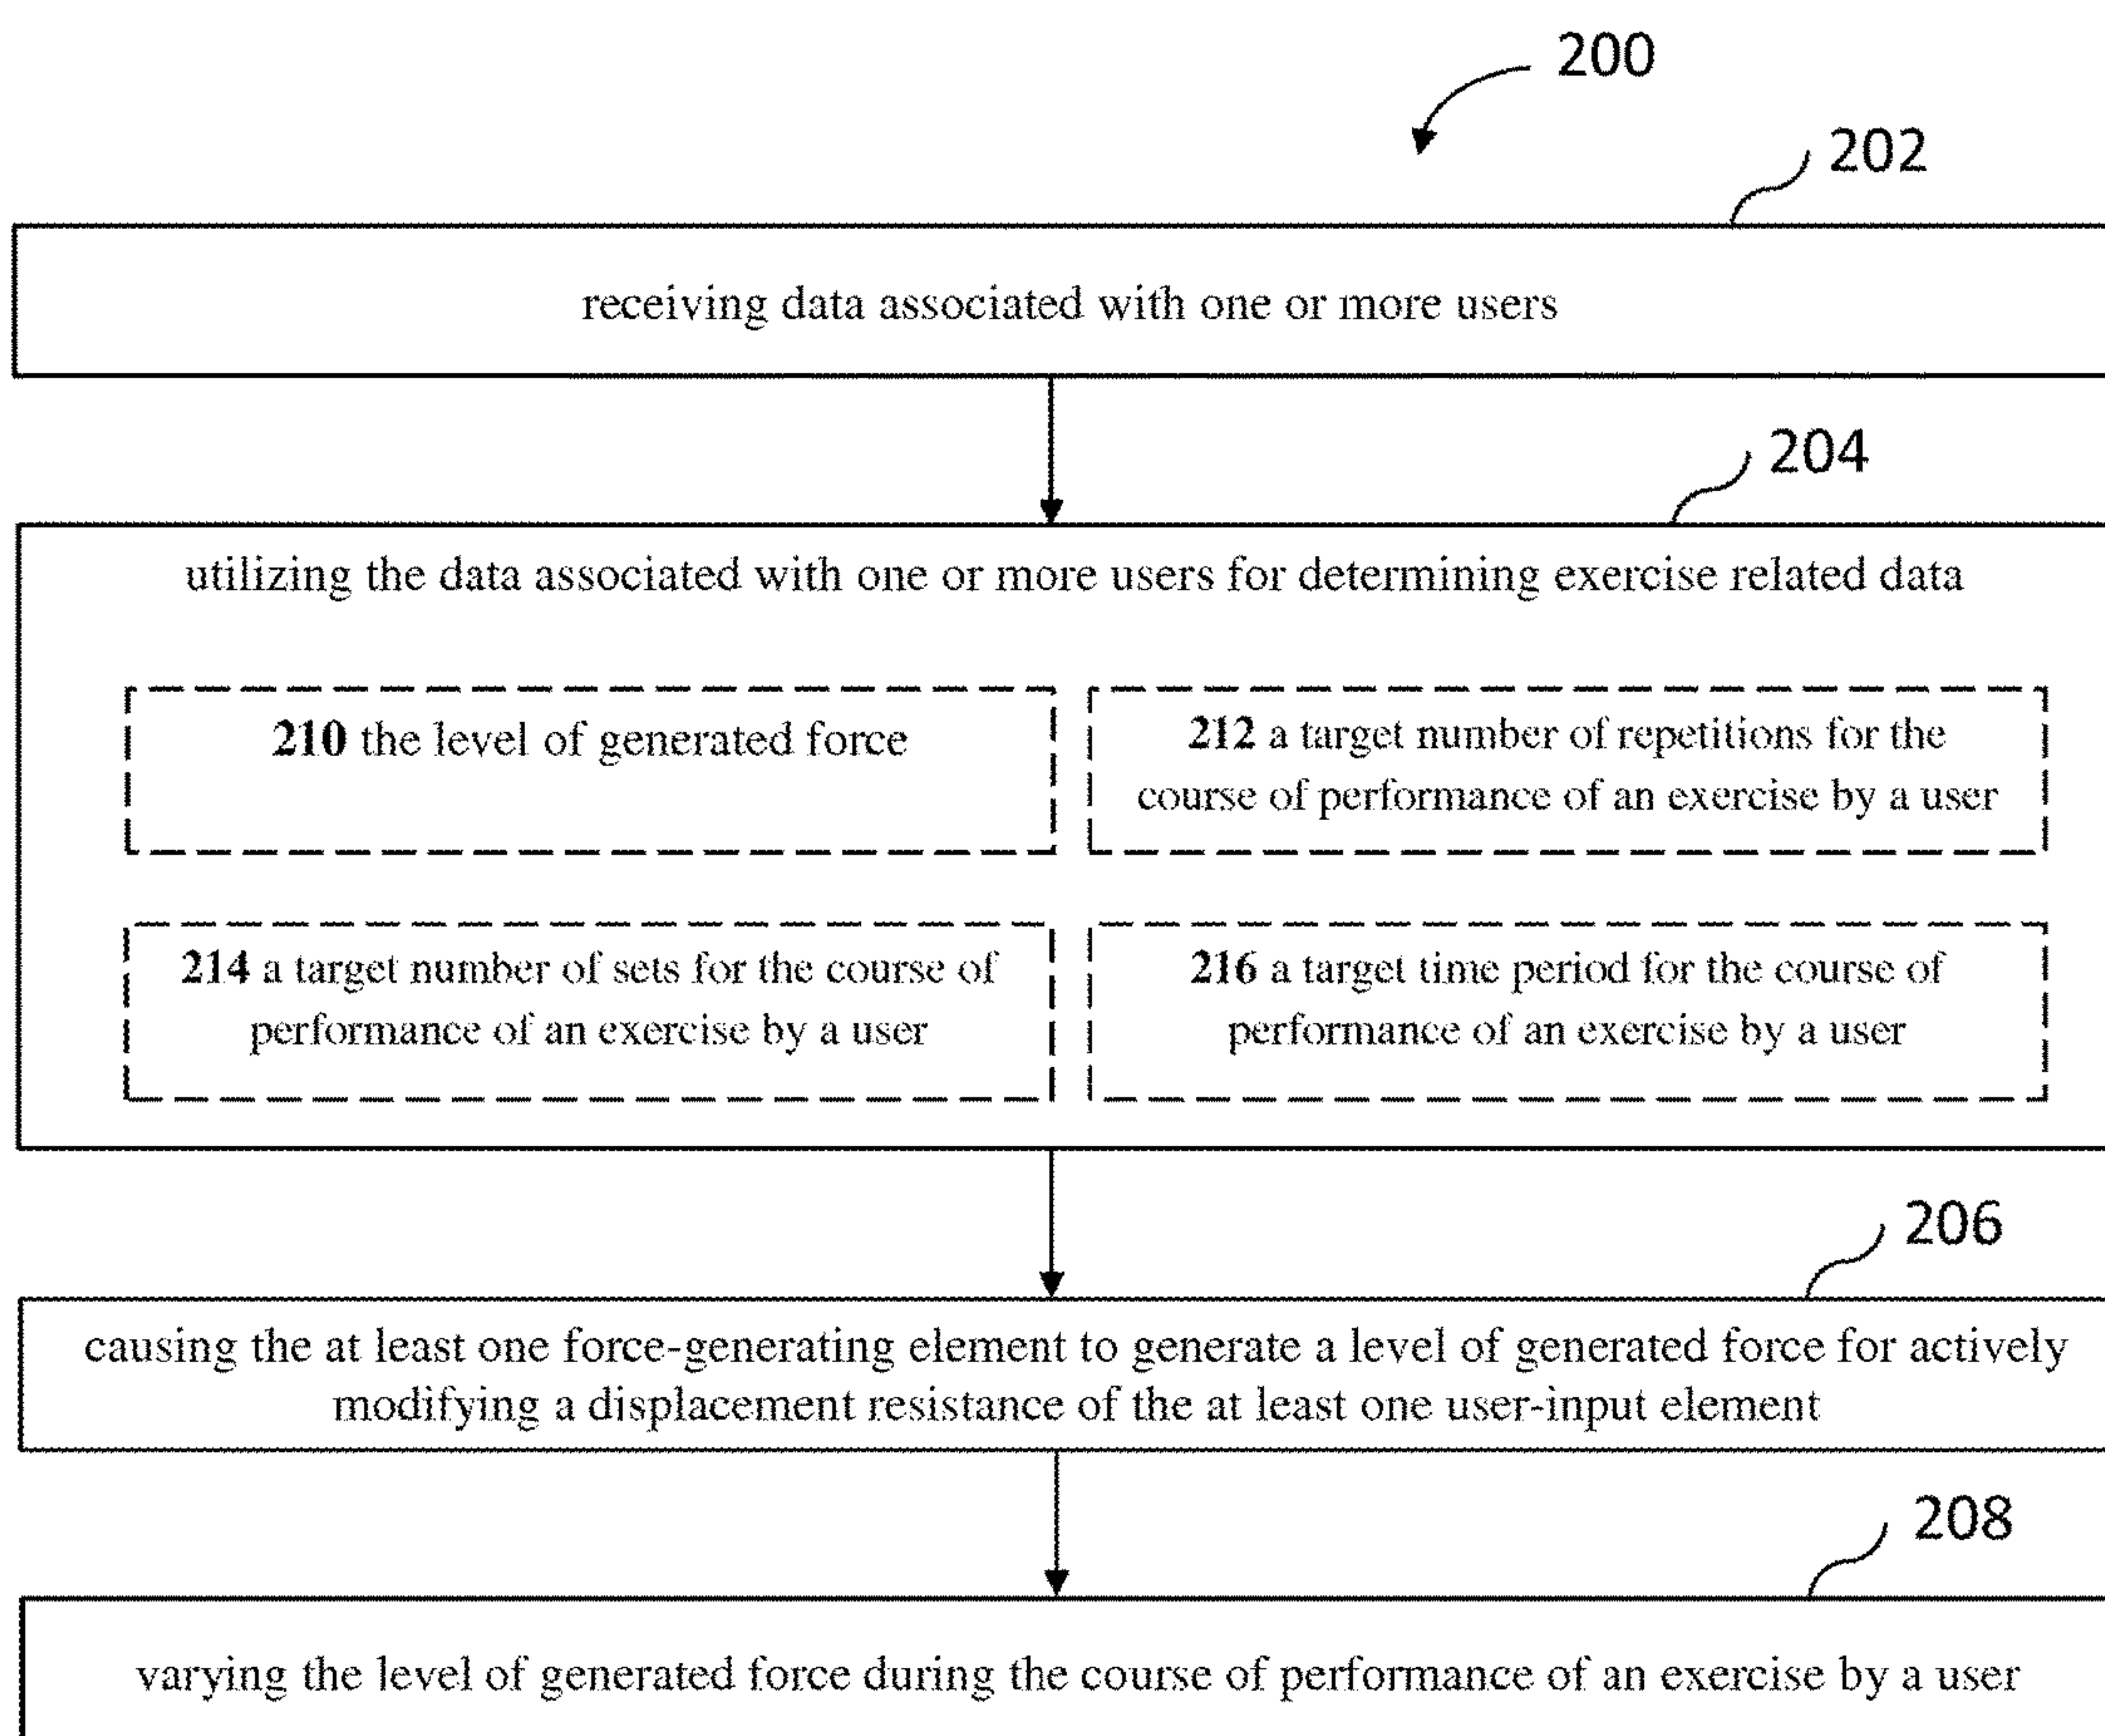 200
202
receiving data associated with one or more users
204
utilizing the data associated with one or more users for determining exercise related data
210 the level of generated force
212 a target number of repetitions for the
course of performance of an exercise by a user
214 a target number of sets for the course of
performance of an exercise by a user
216 a target time period for the course of
performance of an exercise by a user
206
causing the at least one force-generating element to generate a level of generated force for actively
modifying a displacement resistance of the at least one user-input element
208
varying the level of generated force during the course of performance of an exercise by a user